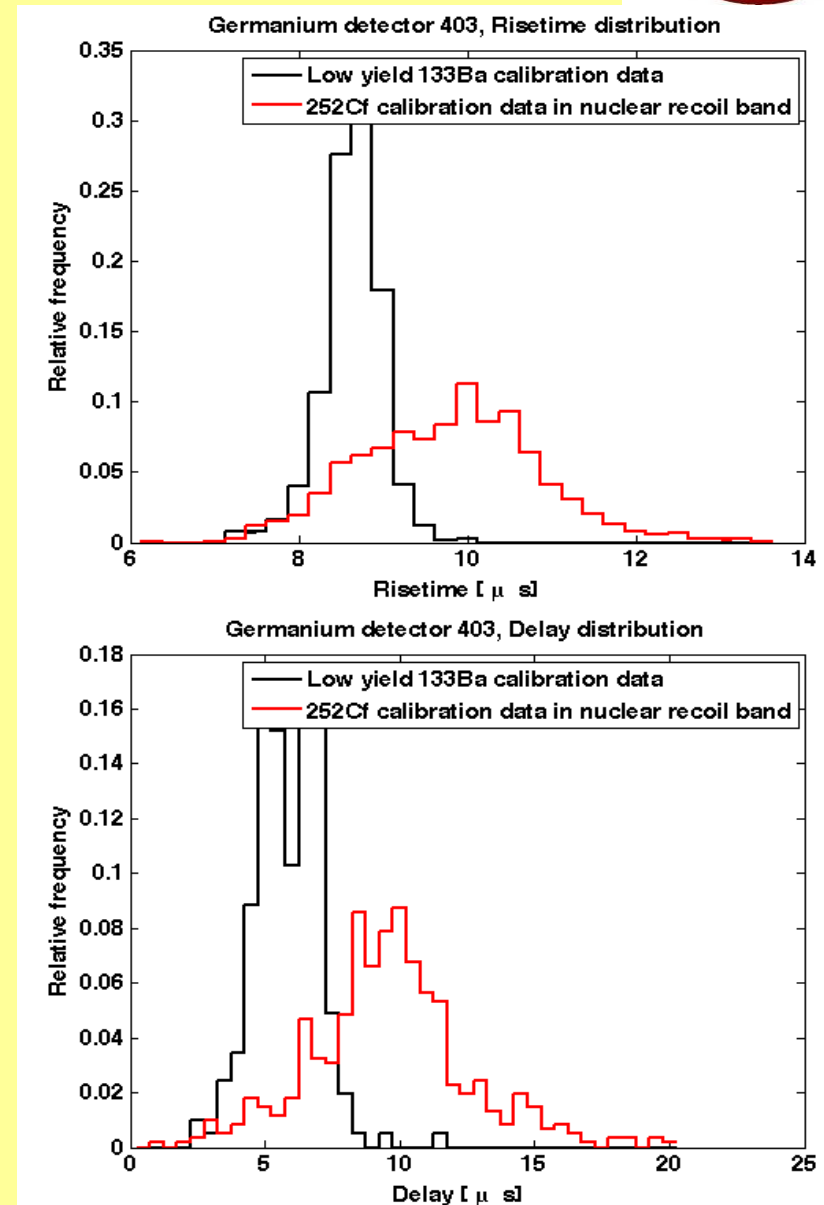 Germanium detector 403, Risetime distribution
0.35
0.3
0.25
0.2
0.15
0.1
0.05
0
Relative frequency
Low yield 133Ba calibration data
252Cf calibration data in nuclear recoil band
6 8 10 12 14
Risetime [ μ s]
Germanium detector 403, Delay distribution
0.18
0.16
0.14
0.12
0.1
0.08
0.06
0.04
0.02
0
Relative frequency
Low yield 133Ba calibration data
252Cf calibration data in nuclear recoil band
0 5 10 15 20 25
Delay [ μ s]